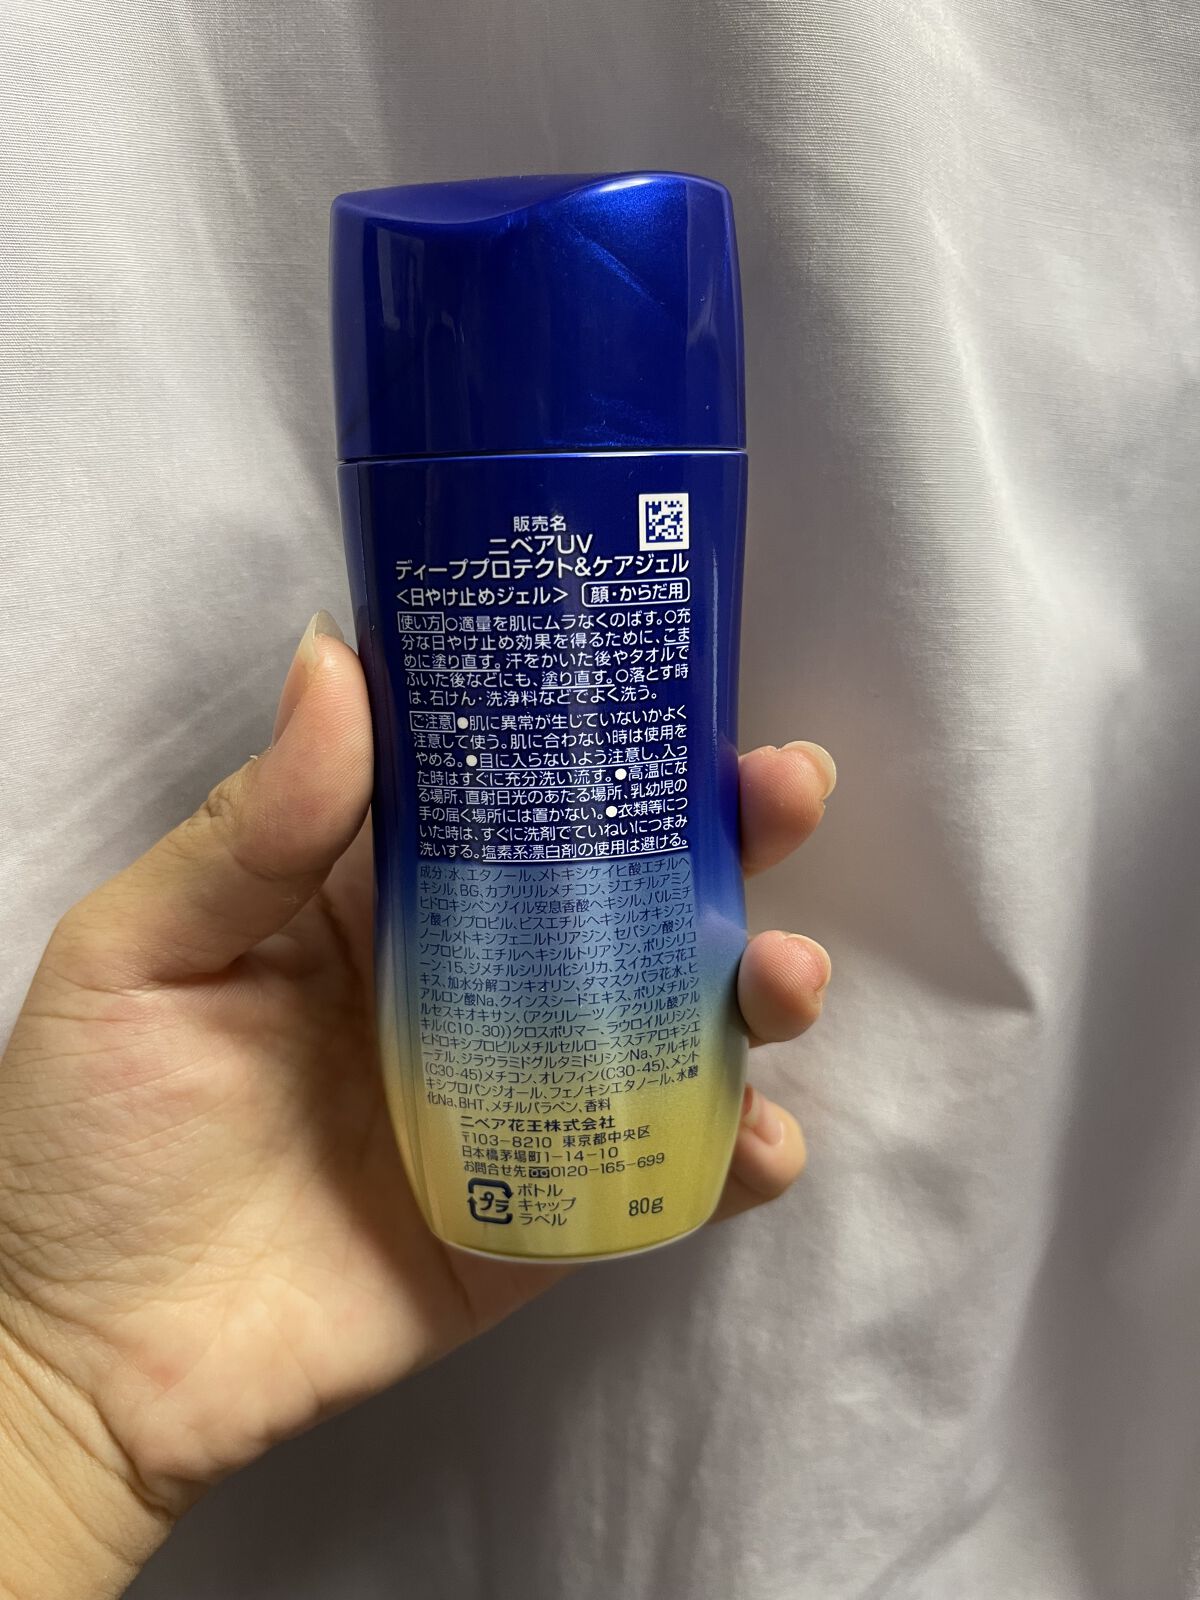 販売名
ニベアUV
ディーププロテクト&ケアジェル
<日やけ止めジェル> 顔・からだ用
使い方 ○適量を肌にムラなくのばす。○充
分な日やけ止め効果を得るために、こま
めに塗り直す。汗をかいた後やタオルで
ふいた後などにも、塗り直す。○落とす時
は、石けん・洗浄料などでよく洗う。
ご注意 ●肌に異常が生じていないかよく
注意して使う。肌に合わない時は使用を
やめる。●目に入らないよう注意し、入っ
た時はすぐに充分洗い流す。●高温にな
る場所、直射日光のあたる場所、乳幼児の
手の届く場所には置かない。●衣類等につ
いた時は、すぐに洗剤でていねいにつまみ
洗いする。塩素系漂白剤の使用は避ける。
成分:水、エタノール、メトキシケイヒ酸エチルヘ
キシル、BG、カプリリルメチコン、ジエチルアミノ
ヒドロキシベンゾイル安息香酸ヘキシル、パルミチ
ン酸イソプロピル、ビスエチルヘキシルオキシフェ
ノールメトキシフェニルトリアジン、セバシン酸ジイ
ソプロピル、エチルヘキシルトリアゾン、ポリシリコ
ーン-15、ジメチルシリル化シリカ、スイカズラ花エ
キス、加水分解コンキオリン、ダマスクバラ花水、ヒ
アルロン酸Na、クインスシードエキス、ポリメチルシ
ルセスキオキサン、(アクリレーツ/アクリル酸アル
キル(C10-30))クロスポリマー、ラウロイルリシン、
ヒドロキシプロピルメチルセルロースステアロキシエ
ーテル、ジラウラミドグルタミドリシンNa、アルキル
(C30-45)メチコン、オレフィン(C30-45)、メント
キシプロパンジオール、フェノキシエタノール、水酸
化Na、BHT、メチルパラベン、香料
ニベア花王株式会社
〒103-8210 東京都中央区
日本橋茅場町1-14-10
お問合せ先 0120-165-699
プラ ボトル
キャップ
ラベル
80g